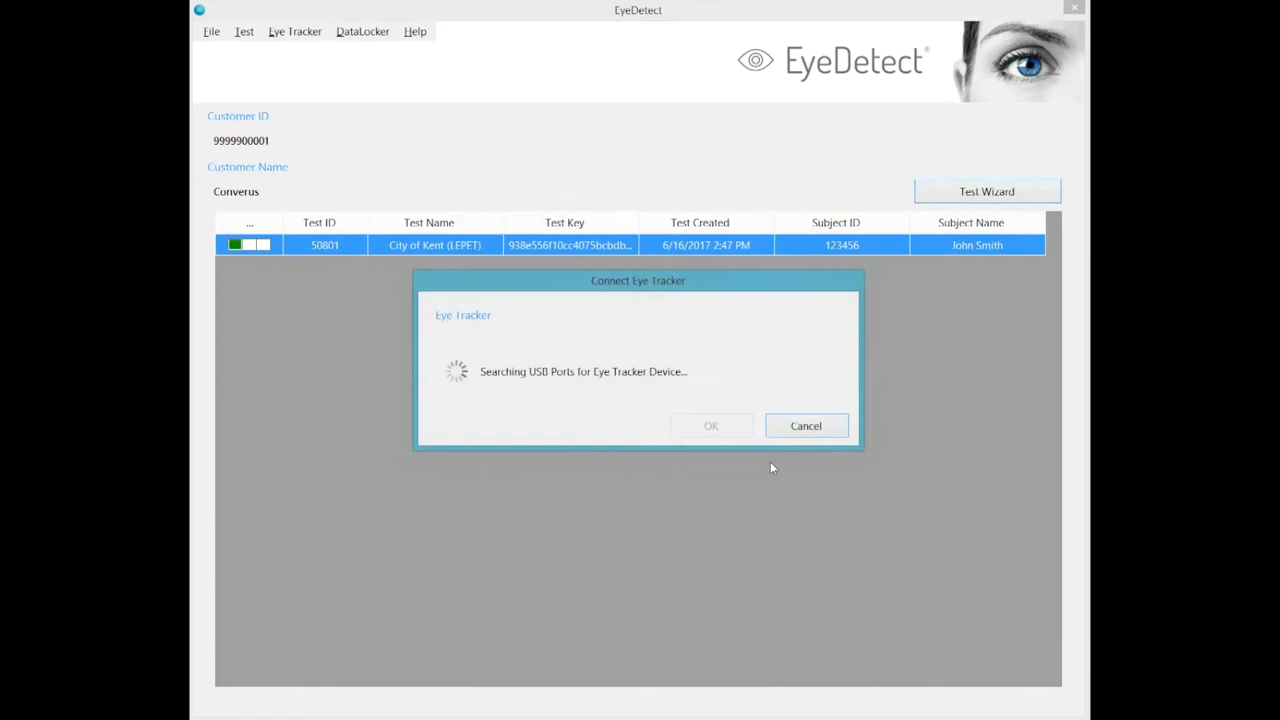 EyeDetect
File Test Eye Tracker DataLocker Help
EyeDetect®
Customer ID
9999900001
Customer Name
Converus
Test Wizard
... Test ID Test Name Test Key Test Created Subject ID Subject Name
50801 City of Kent (LEPET) 938e556f10cc4075bcbdb... 6/16/2017 2:47 PM 123456 John Smith
Connect Eye Tracker
Eye Tracker
Searching USB Ports for Eye Tracker Device...
OK Cancel